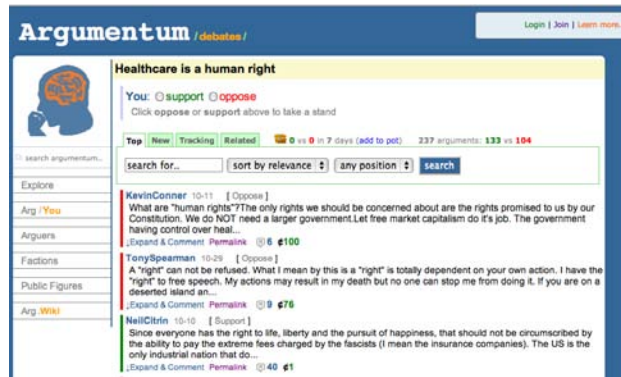 Argumentum /debates/
Login | Join | Learn more.
Healthcare is a human right
You: support oppose
Click oppose or support above to take a stand
Top New Tracking Related 0 vs 0 in 7 days (add to pot) 237 arguments: 133 vs 104
search argumentum..
search for.. sort by relevance any position search
Explore
Arg / You
Arguers
Factions
Public Figures
Arg.Wiki
KevinConner 10-11 [ Oppose ]
What are "human rights"?The only rights we should be concerned about are the rights promised to us by our
Constitution. We do NOT need a larger government.Let free market capitalism do it's job. The government
having control over heal...
↓Expand & Comment Permalink 6 ¢100
TonySpearman 10-29 [ Oppose ]
A "right" can not be refused. What I mean by this is a "right" is totally dependent on your own action. I have the
"right" to free speech. My actions may result in my death but no one can stop me from doing it. If you are on a
deserted island an...
↓Expand & Comment Permalink 9 ¢76
NeilCitrin 10-10 [ Support ]
Since everyone has the right to life, liberty and the pursuit of happiness, that should not be circumscribed by
the ability to pay the extreme fees charged by the fascists (I mean the insurance companies). The US is the
only industrial nation that do...
↓Expand & Comment Permalink 40 ¢1